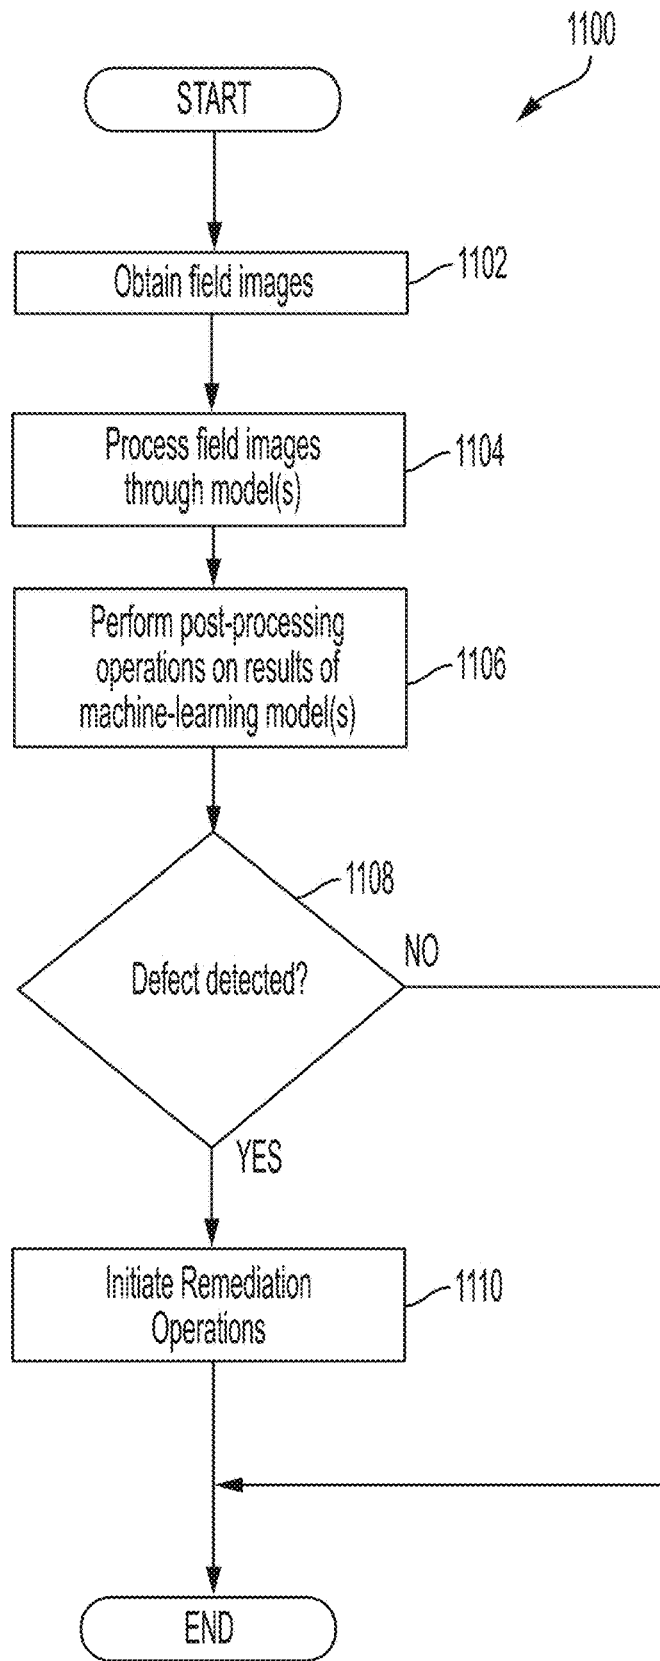 1100
START
Obtain field images
1102
Process field images
through model(s)
1104
Perform post-processing
operations on results of
machine-learning model(s)
1106
1108
Defect detected?
NO
YES
Initiate Remediation
Operations
1110
END